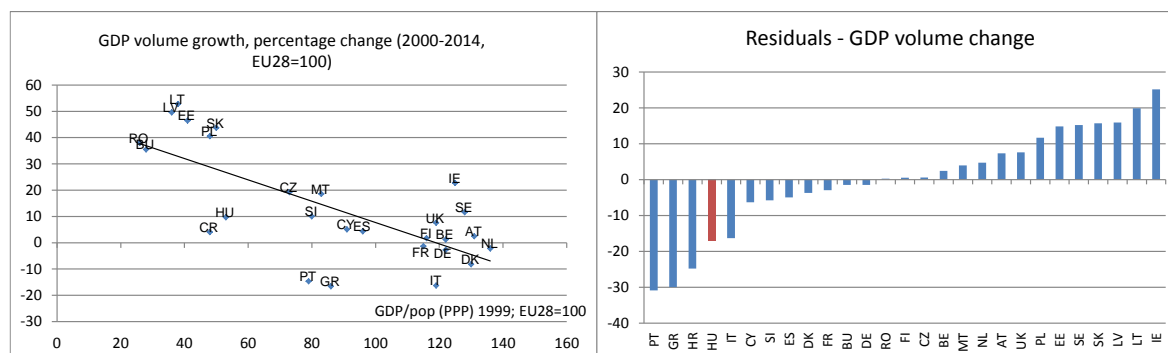 GDP volume growth, percentage change (2000-2014,
EU28=100)
60
50
40
30
20
10
0
-10
-20
-30
LT
LV
EE
SK
PL
RO
BU
CZ
MT
IE
HU
SI
SE
CR
UK
CY
ES
FI
BE
AT
FR
DE
NL
DK
PT
GR
IT
GDP/pop (PPP) 1999; EU28=100
0
20
40
60
80
100
120
140
160
Residuals - GDP volume change
30
20
10
0
-10
-20
-30
-40
PT
GR
HR
HU
IT
CY
SI
ES
DK
FR
BU
DE
RO
FI
CZ
BE
MT
NL
AT
UK
PL
EE
SE
SK
LV
LT
IE